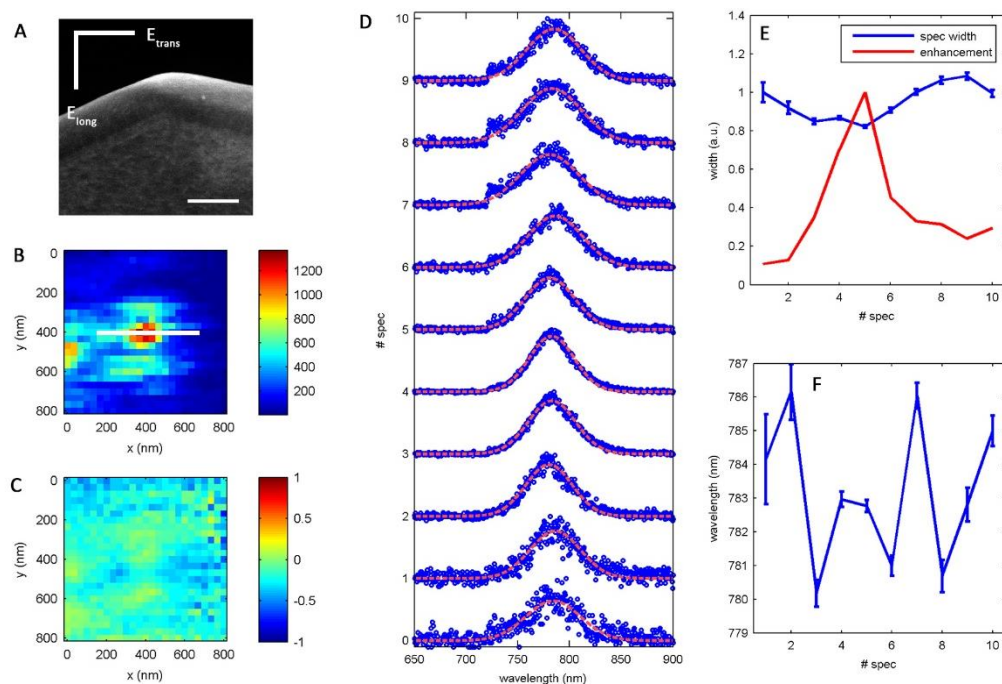 A
E_trans
E_long
B
0
200
400
600
800
y (nm)
0 200 400 600 800
x (nm)
1200
1000
800
600
400
200
C
0
200
400
600
800
y (nm)
0 200 400 600 800
x (nm)
1
0.5
0
-0.5
-1
D
10
9
8
7
6
5
4
3
2
1
0
# spec
650 700 750 800 850 900
wavelength (nm)
E
1.4
1.2
1
0.8
0.6
0.4
0.2
0
width (a.u.)
spec width
enhancement
2 4 6 8 10
# spec
F
787
786
785
784
783
782
781
780
779
wavelength (nm)
2 4 6 8 10
# spec